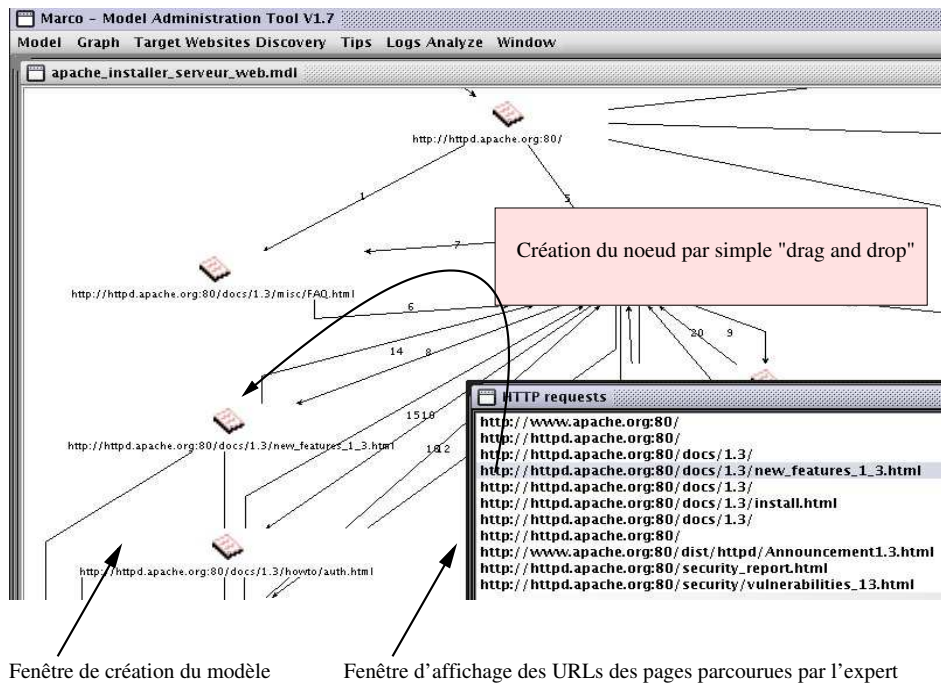 Marco - Model Administration Tool V1.7
Model Graph Target Websites Discovery Tips Logs Analyze Window
apache_installer_serveur_web.mdl
http://httpd.apache.org:80/
1
5
7
Création du noeud par simple "drag and drop"
http://httpd.apache.org:80/docs/1.3/misc/FAQ.html
6
14
8
20
9
HTTP requests
http://httpd.apache.org:80/docs/1.3/new_features_1_3.html
1518
1612
http://httpd.apache.org:80/docs/1.3/howto/auth.html
http://www.apache.org:80/
http://httpd.apache.org:80/
http://httpd.apache.org:80/docs/1.3/
http://httpd.apache.org:80/docs/1.3/new_features_1_3.html
http://httpd.apache.org:80/docs/1.3/
http://httpd.apache.org:80/docs/1.3/install.html
http://httpd.apache.org:80/docs/1.3/
http://httpd.apache.org:80/
http://www.apache.org:80/dist/httpd/Announcement1.3.html
http://httpd.apache.org:80/security_report.html
http://httpd.apache.org:80/security/vulnerabilities_13.html
Fenêtre de création du modèle
Fenêtre d'affichage des URLs des pages parcourues par l'expert